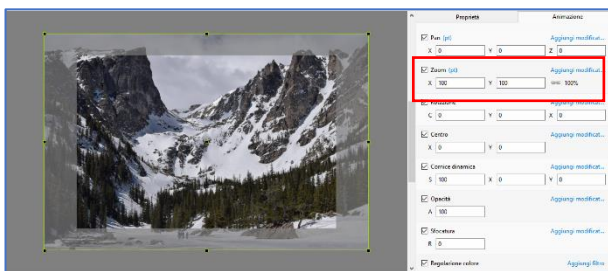 Proprietà Animazione
Pan (pt) Aggiungi modificat...
X 0 Y 0 Z 0
Zoom (pt) Aggiungi modificat...
X 100 Y 100 100%
Rotazione Aggiungi modificat...
C 0 Y 0 X 0
Centro Aggiungi modificat...
X 0 Y 0
Cornice dinamica Aggiungi modificat...
S 100 X 0 Y 0
Opacità Aggiungi modificat...
A 100
Sfocatura Aggiungi modificat...
R 0
Regolazione colore Aggiungi filtro